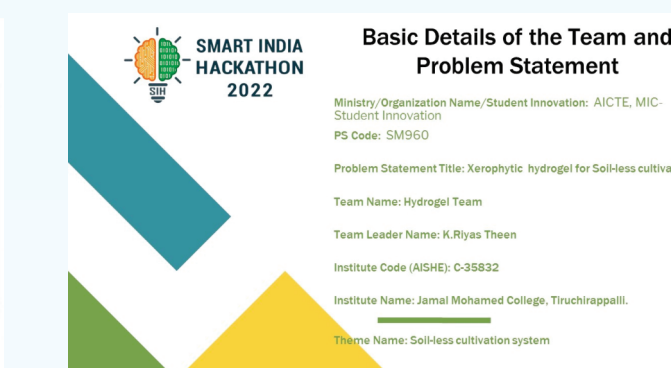 SMART INDIA
HACKATHON
2022
SIH
Basic Details of the Team and
Problem Statement
Ministry/Organization Name/Student Innovation: AICTE, MIC-
Student Innovation
PS Code: SM960
Problem Statement Title: Xerophytic hydrogel for Soil-less cultiva
Team Name: Hydrogel Team
Team Leader Name: K.Riyas Theen
Institute Code (AISHE): C-35832
Institute Name: Jamal Mohamed College, Tiruchirappalli.
Theme Name: Soil-less cultivation system